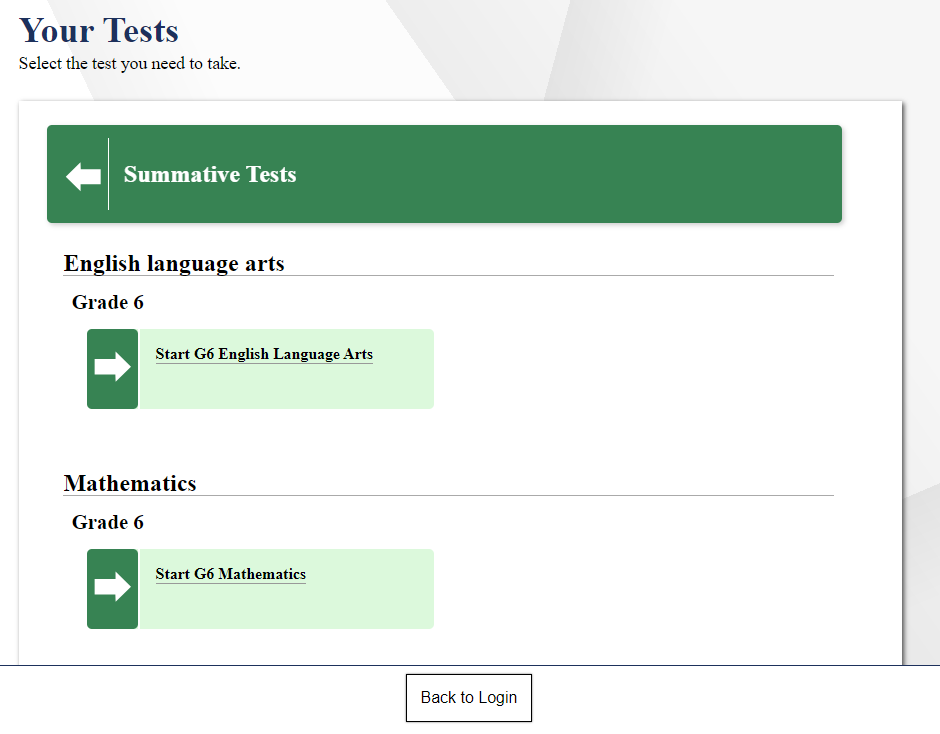 Your Tests
Select the test you need to take.
Summative Tests
English language arts
Grade 6
Start G6 English Language Arts
Mathematics
Grade 6
Start G6 Mathematics
Back to Login